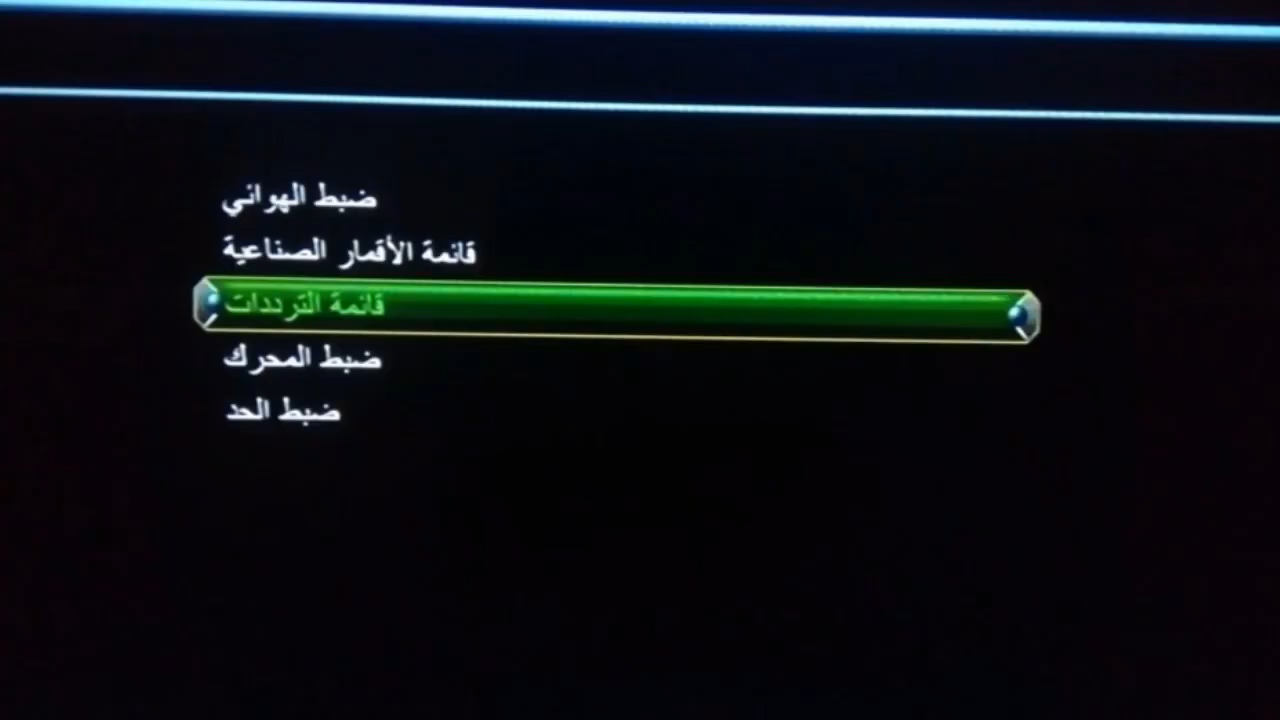 ضبط الهوائي
قائمة الأقمار الصناعية
قائمة الترددات
ضبط المحرك
ضبط الحد